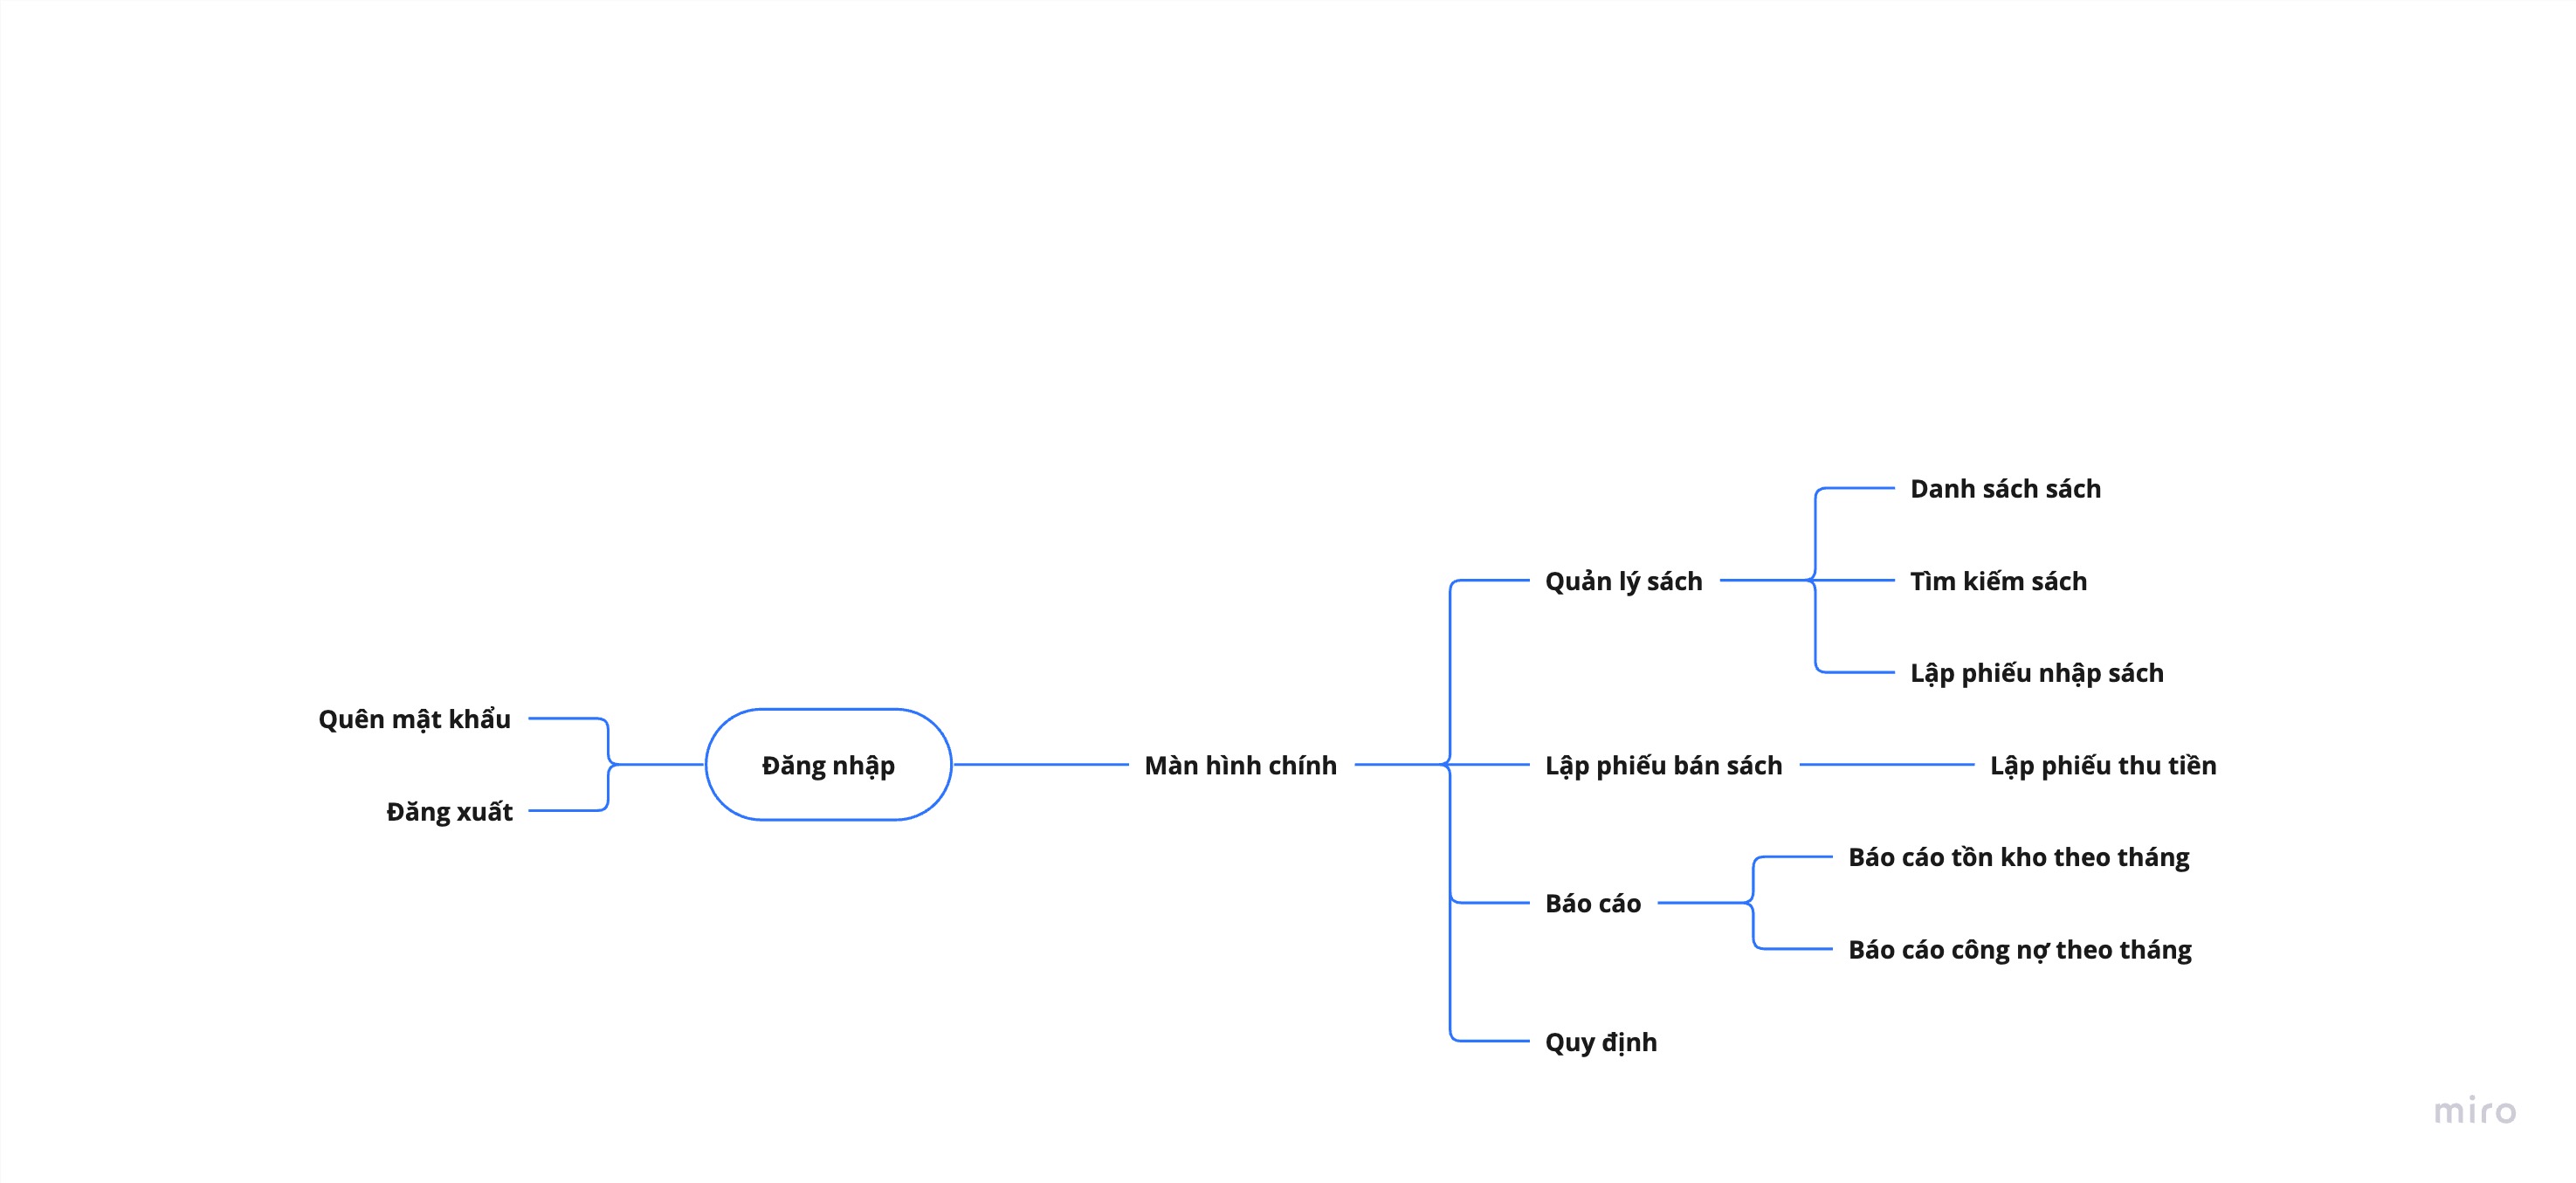 Danh sách sách
Quản lý sách
Tìm kiếm sách
Lập phiếu nhập sách
Quên mật khẩu
Đăng nhập
Màn hình chính
Lập phiếu bán sách
Lập phiếu thu tiền
Đăng xuất
Báo cáo tồn kho theo tháng
Báo cáo
Báo cáo công nợ theo tháng
Quy định
miro